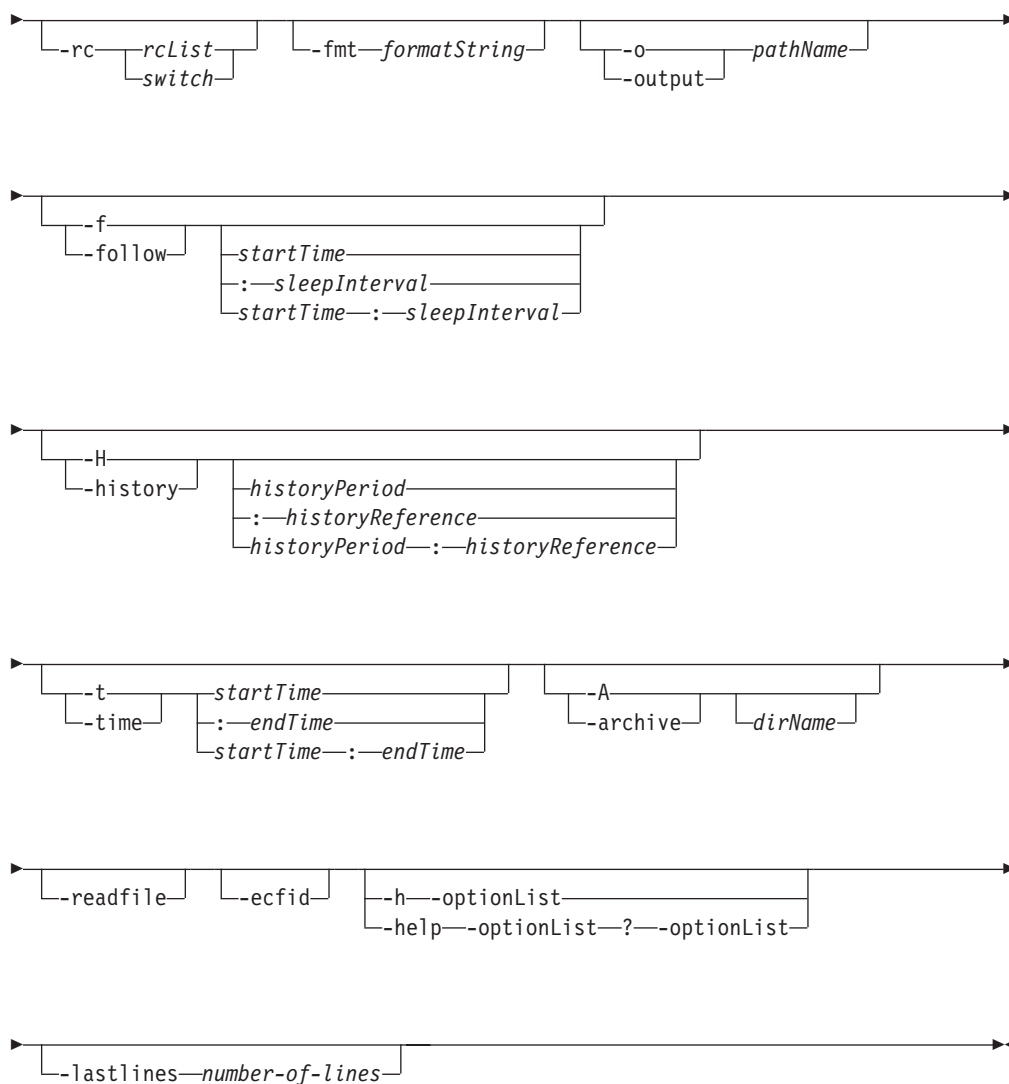 -rc rcList -fmt formatString -o pathName
switch -output
-f
-follow startTime
: sleepInterval
startTime : sleepInterval
-H
-history historyPeriod
: historyReference
historyPeriod : historyReference
-t startTime -A
-time : endTime -archive dirName
startTime : endTime
-readfile -ecfid -h -optionList
-help -optionList ? -optionList
-lastlines number-of-lines